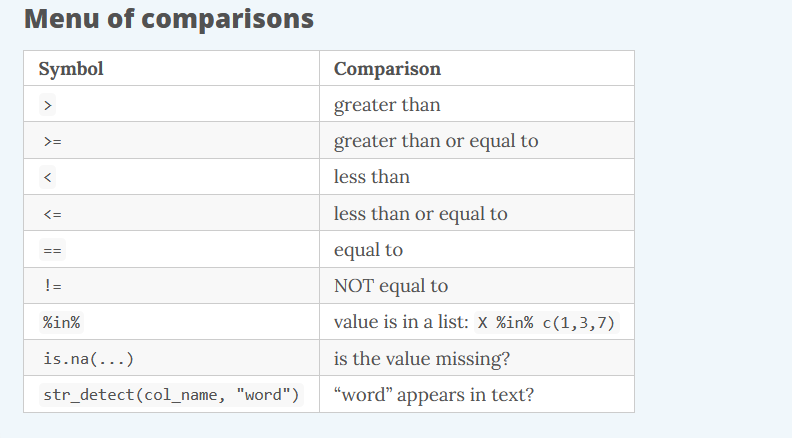 Menu of comparisons
Symbol Comparison
> greater than
>= greater than or equal to
< less than
<= less than or equal to
== equal to
!= NOT equal to
%in% value is in a list: X %in% c(1,3,7)
is.na(...) is the value missing?
str_detect(col_name, "word") “word” appears in text?